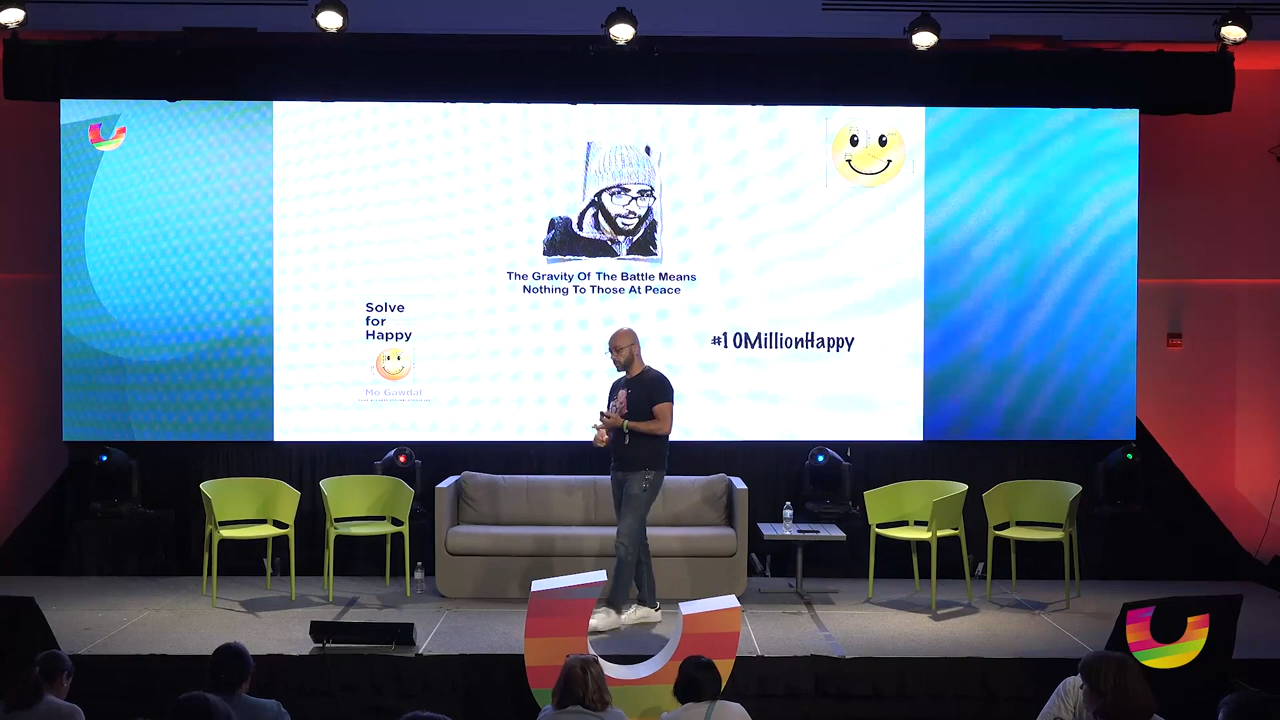 The Gravity Of The Battle Means
Nothing To Those At Peace
Solve
for
Happy
Mo Gawdat
#10MillionHappy